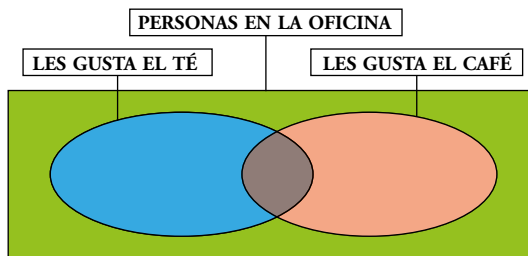 PERSONAS EN LA OFICINA
LES GUSTA EL TÉ
LES GUSTA EL CAFÉ